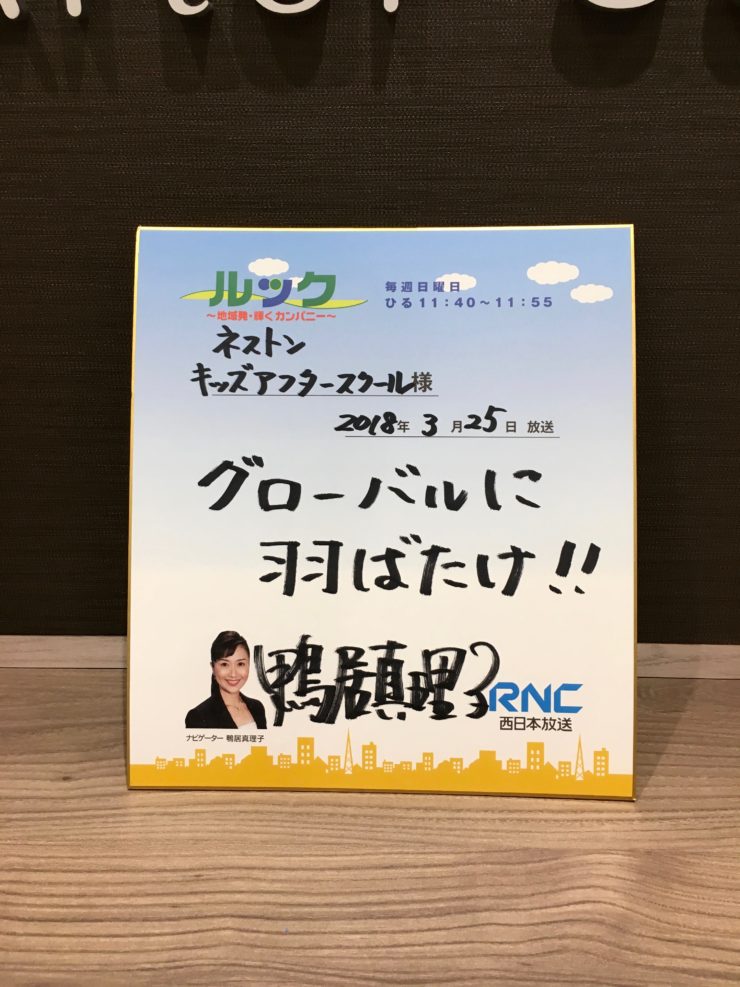 ルック
毎週日曜日
ひる11:40～11:55
～地域発・輝くカンパニー～
ネストン
キッズアフタースクール様
2018年 3月25日 放送
グローバルに
羽ばたけ!!
鴨居真理子
RNC
西日本放送
ナビゲーター 鴨居真理子